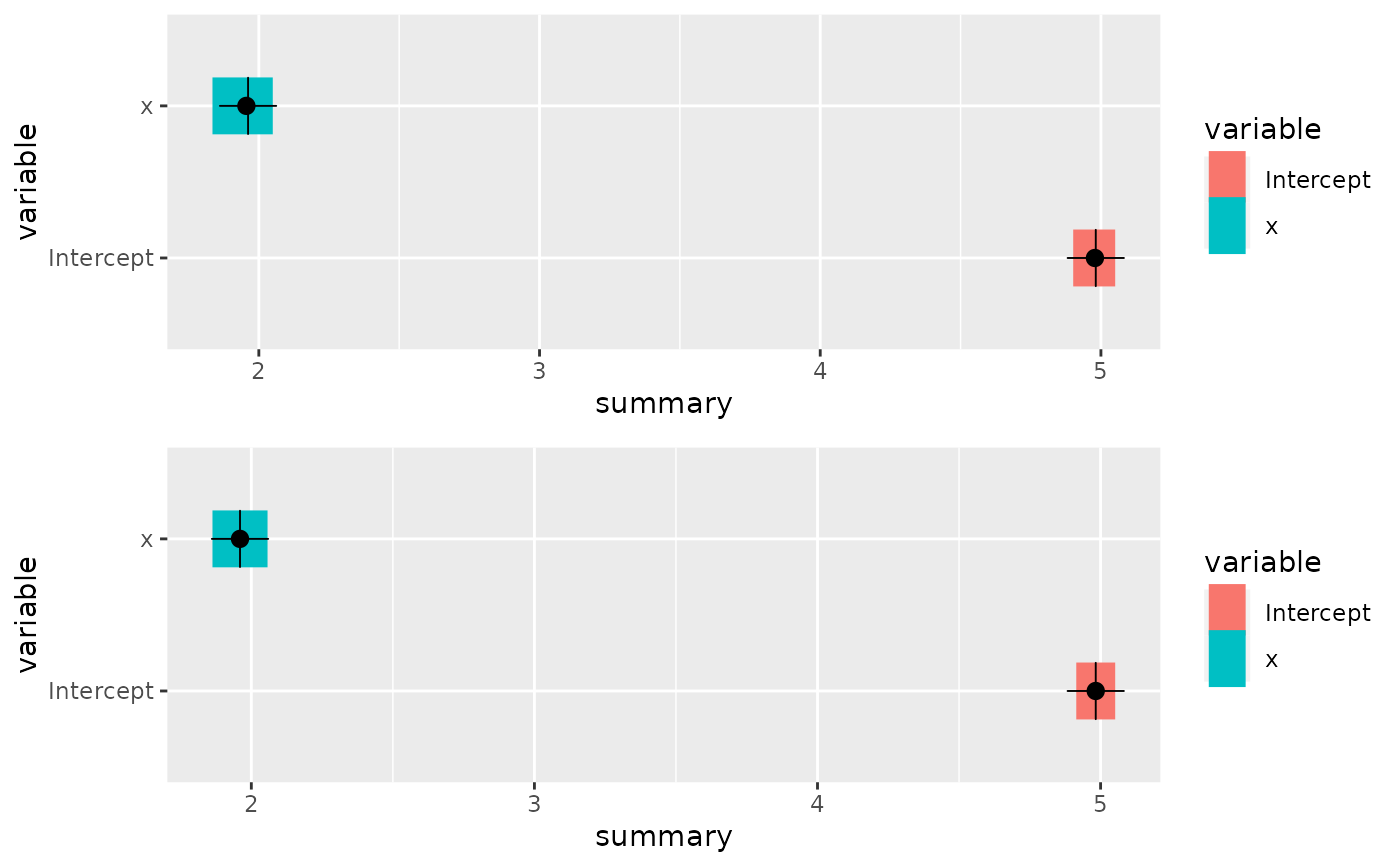 variable
x
Intercept
2 3 4 5
summary
variable
Intercept
x
variable
x
Intercept
2 3 4 5
summary
variable
Intercept
x